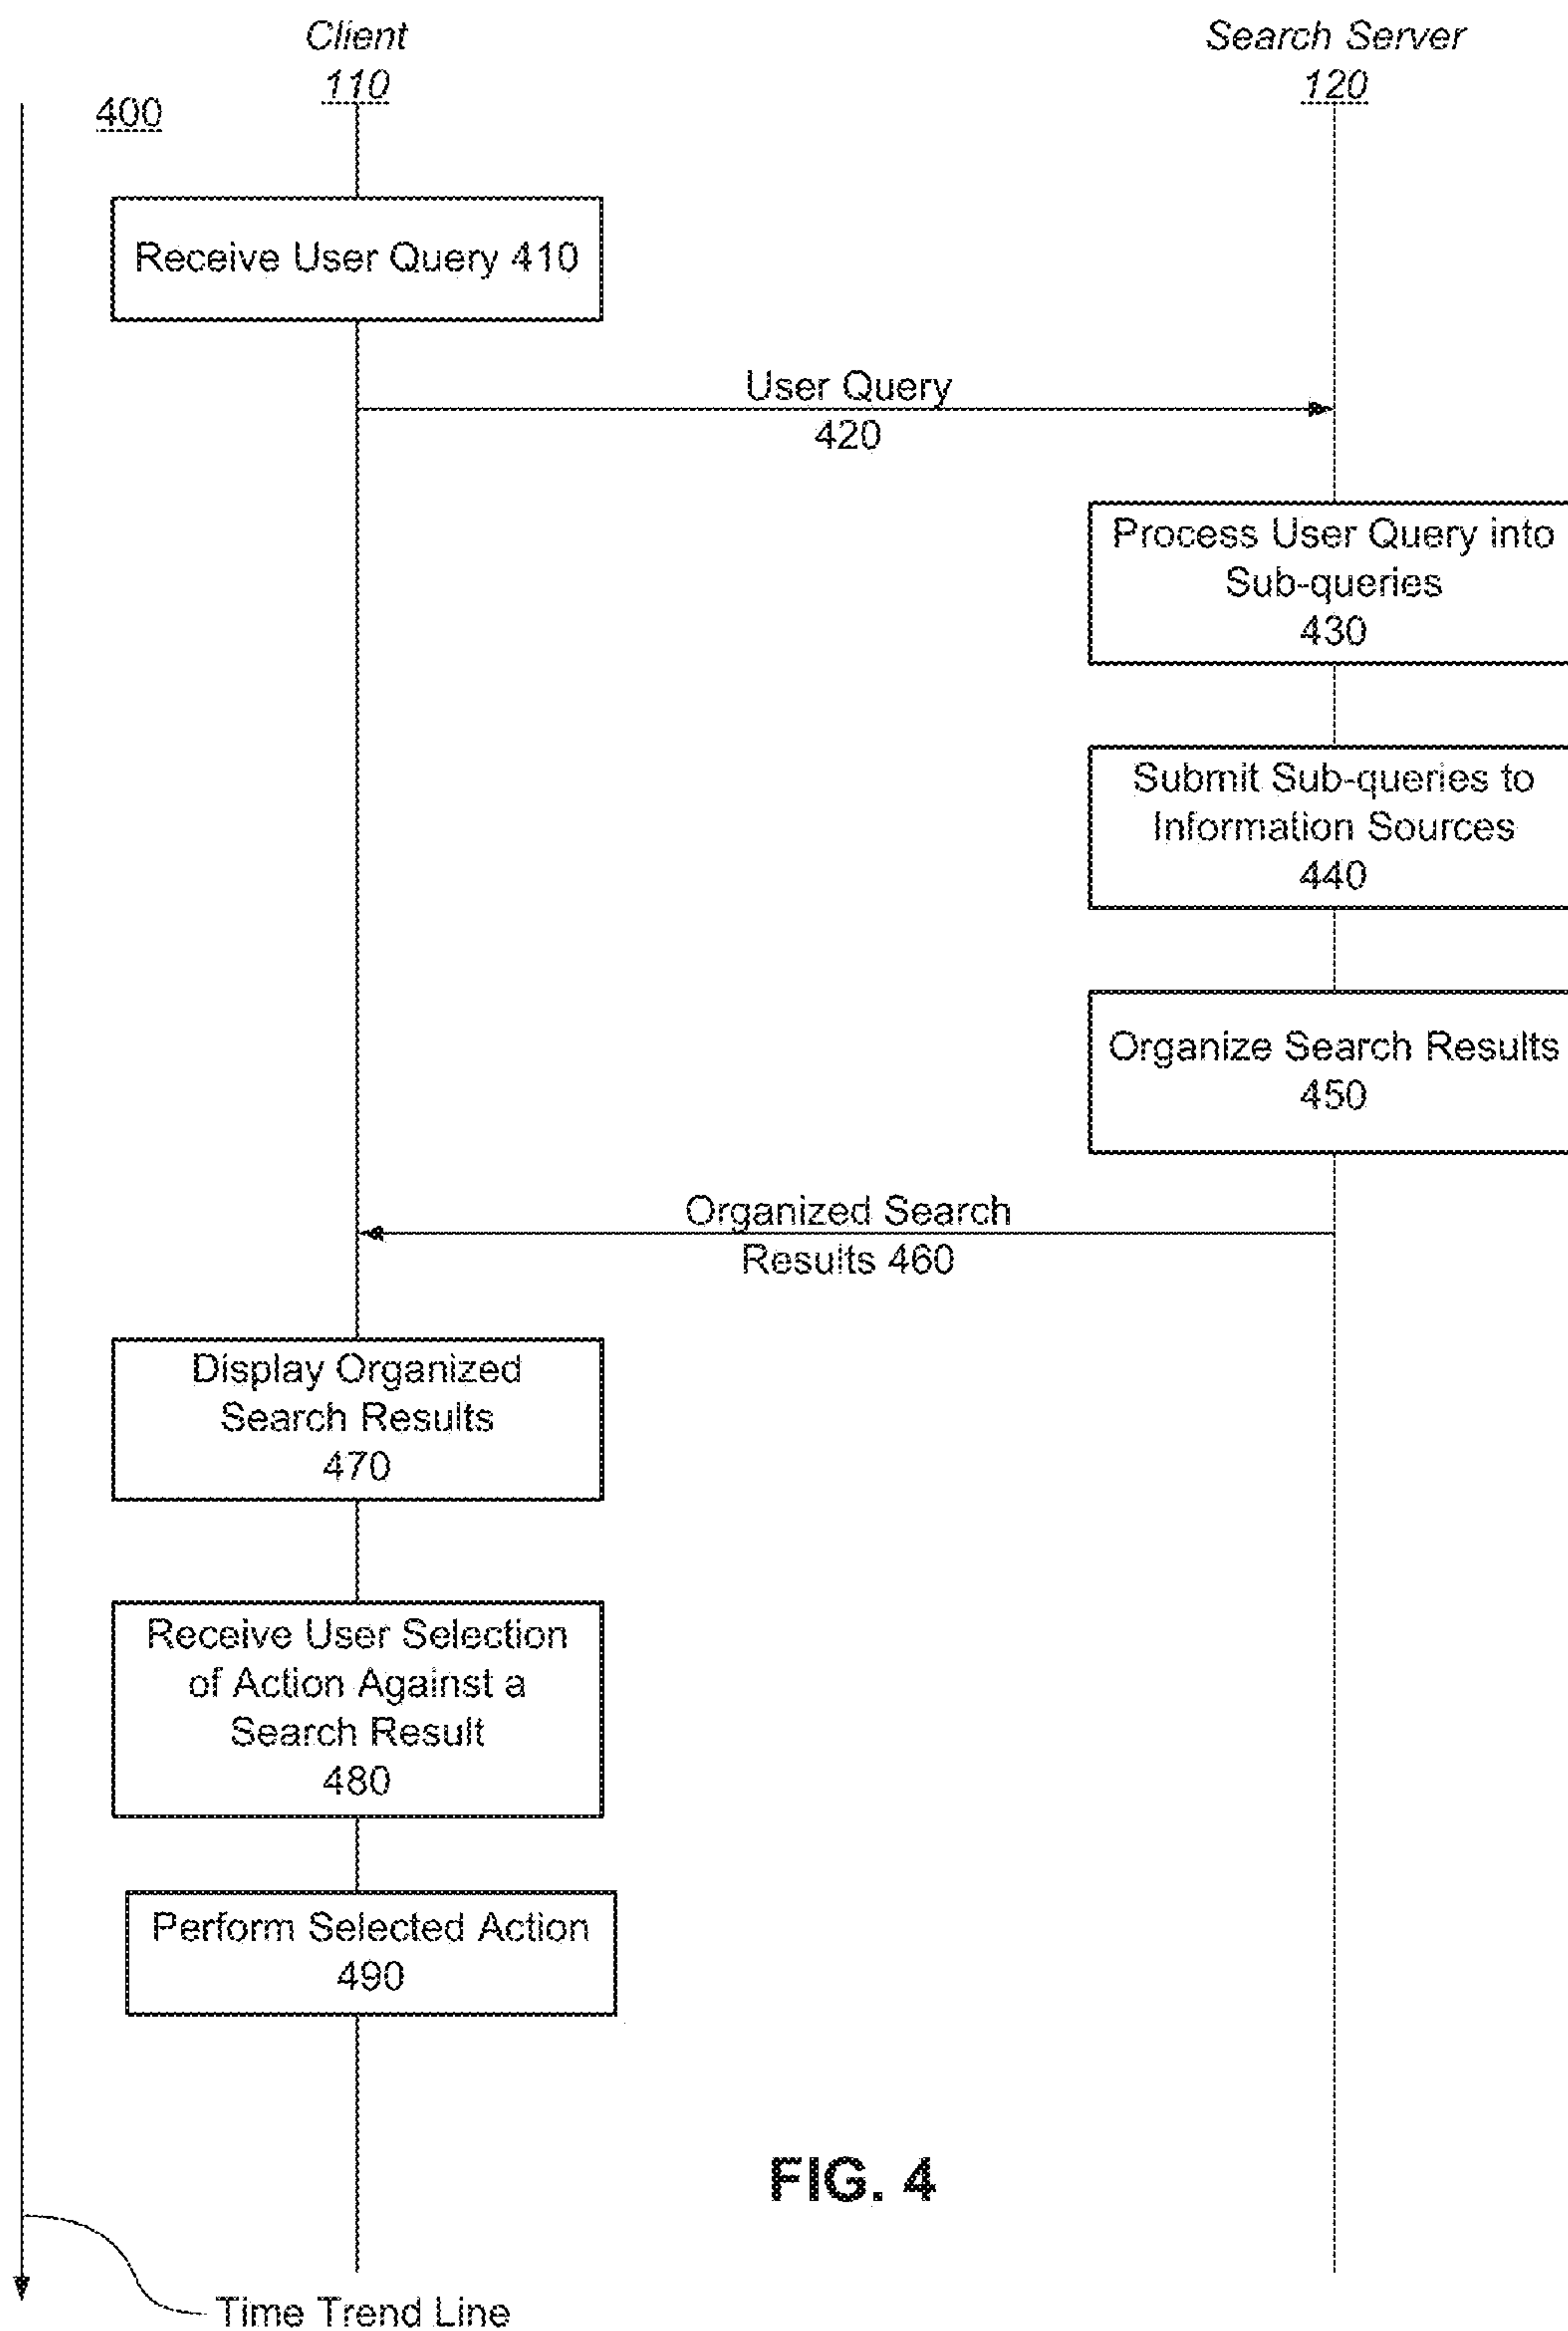 Client
110
Search Server
120
400
Receive User Query 410
User Query
420
Process User Query into
Sub-queries
430
Submit Sub-queries to
Information Sources
440
Organize Search Results
450
Organized Search
Results 460
Display Organized
Search Results
470
Receive User Selection
of Action Against a
Search Result
480
Perform Selected Action
490
FIG. 4
Time Trend Line